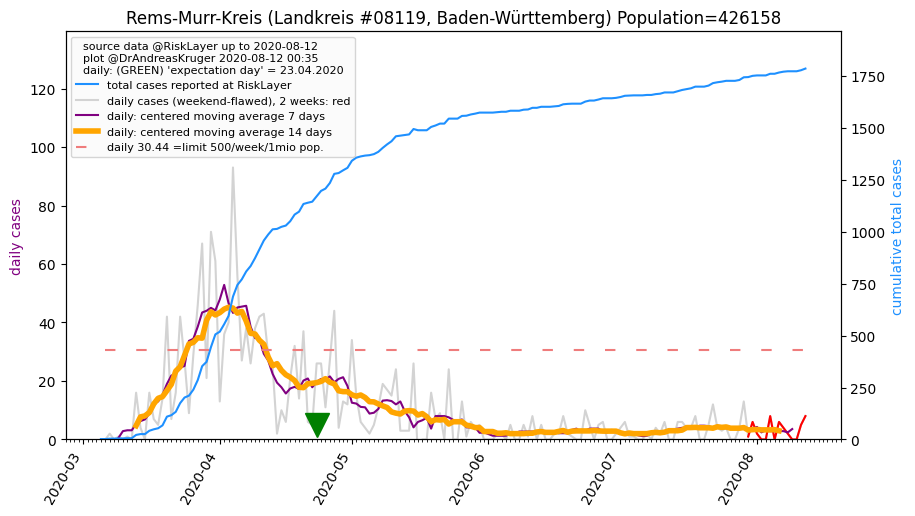 Rems-Murr-Kreis (Landkreis #08119, Baden-Württemberg) Population=426158
source data @RiskLayer up to 2020-08-12
plot @DrAndreasKruger 2020-08-12 00:35
daily: (GREEN) 'expectation day' = 23.04.2020
total cases reported at RiskLayer
daily cases (weekend-flawed), 2 weeks: red
daily: centered moving average 7 days
daily: centered moving average 14 days
daily 30.44 =limit 500/week/1mio pop.
daily cases
120
100
80
60
40
20
0
cumulative total cases
1750
1500
1250
1000
750
500
250
0
2020-03
2020-04
2020-05
2020-06
2020-07
2020-08